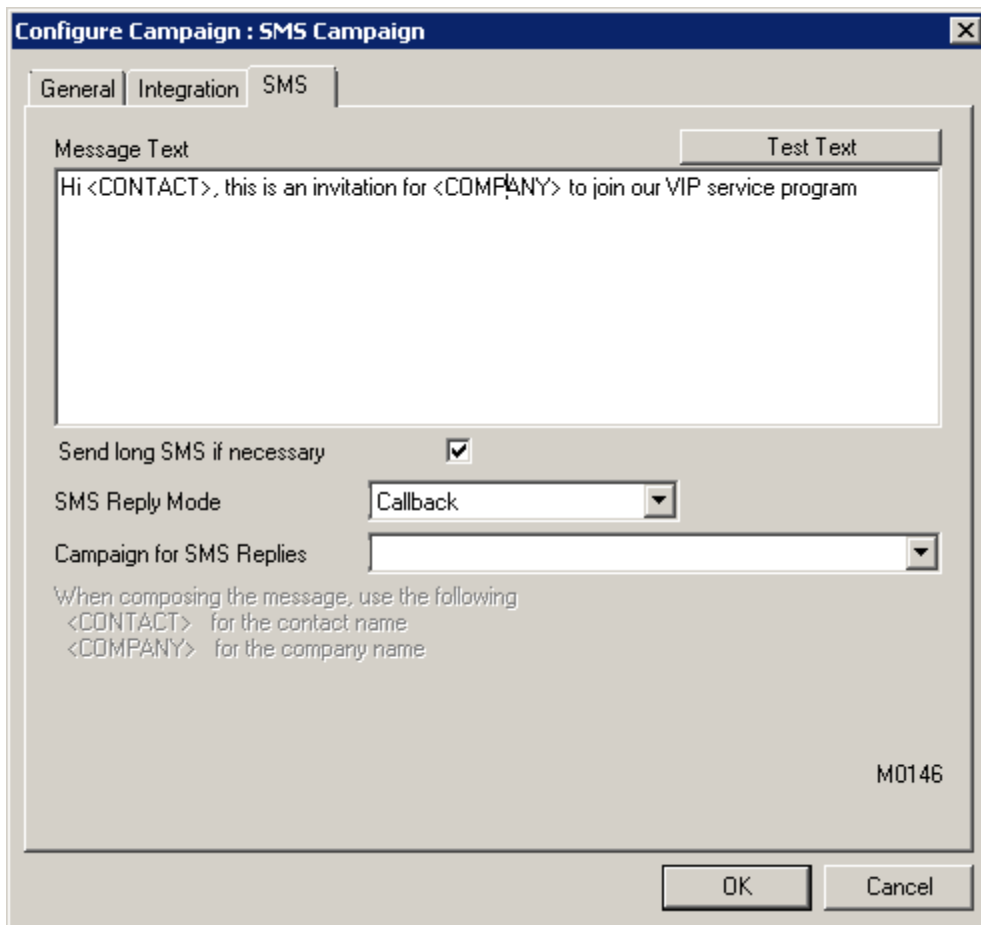 Configure Campaign : SMS Campaign
General Integration SMS
Message Text Test Text
Hi <CONTACT>, this is an invitation for <COMPANY> to join our VIP service program
Send long SMS if necessary
SMS Reply Mode Callback
Campaign for SMS Replies
When composing the message, use the following
<CONTACT> for the contact name
<COMPANY> for the company name
M0146
OK Cancel